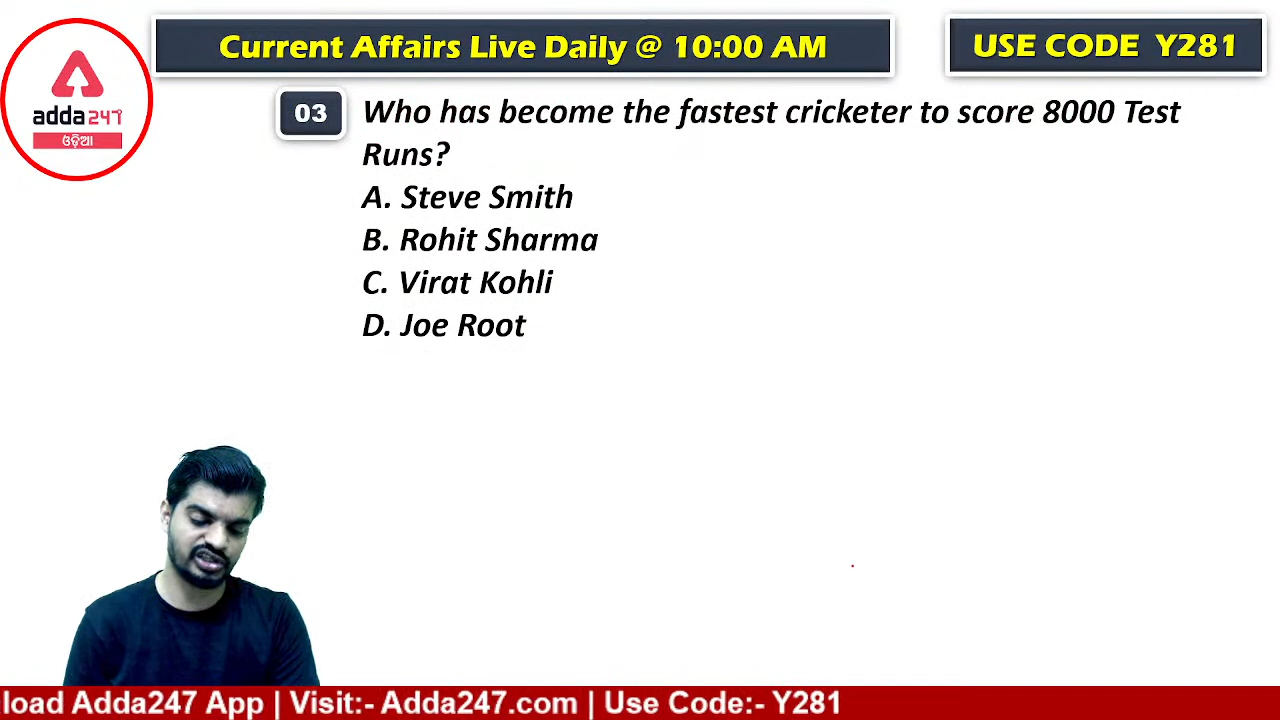 Current Affairs Live Daily @ 10:00 AM
USE CODE Y281
adda247
ଓଡ଼ିଆ
03 Who has become the fastest cricketer to score 8000 Test
Runs?
A. Steve Smith
B. Rohit Sharma
C. Virat Kohli
D. Joe Root
load Adda247 App | Visit:- Adda247.com | Use Code:- Y281